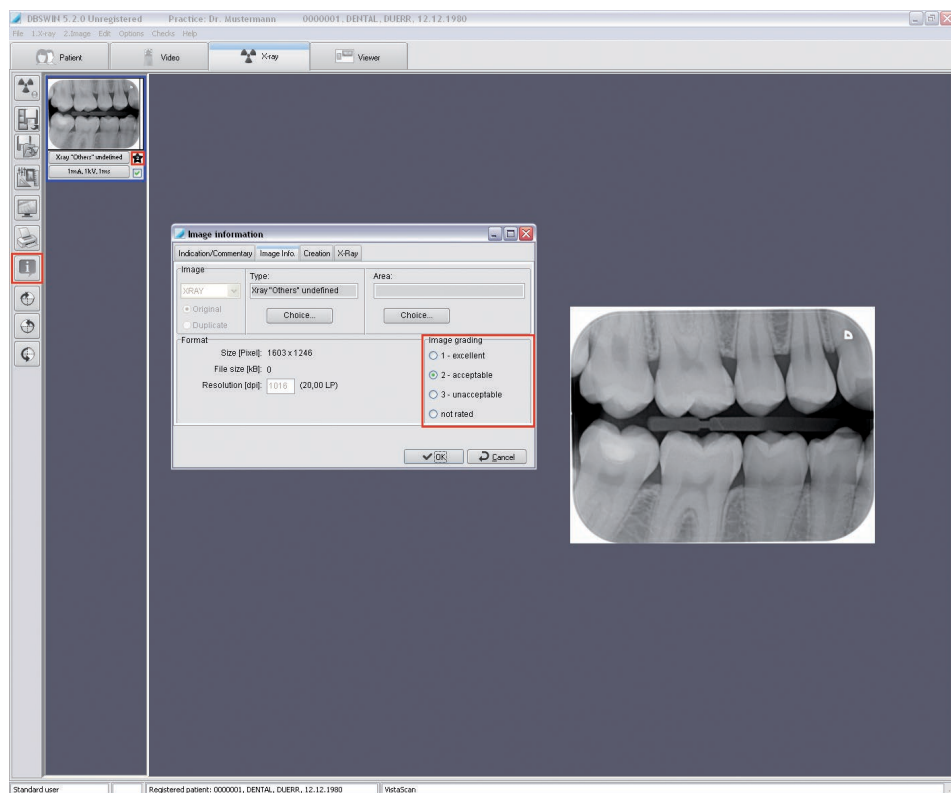 DBSWIN 5.2.0 Unregistered Practice: Dr. Mustermann 0000001, DENTAL, DUERR, 12.12.1980
File 1.X-ray 2.Image Edit Options Checks Help
Patient Video X-ray Viewer
Xray "Others" undefined 2
1mA, 1kV, 1ms
Image information
Indication/Commentary Image Info. Creation X-Ray
Image
XRAY
Original
Duplicate
Type:
Xray "Others" undefined
Choice...
Area:
Choice...
Format
Size [Pixel]: 1603 x 1246
File size [kB]: 0
Resolution [dpi]: 1016 (20,00 LP)
Image grading
1 - excellent
2 - acceptable
3 - unacceptable
not rated
OK Cancel
Standard user Registered patient: 0000001, DENTAL, DUERR, 12.12.1980 VistaScan